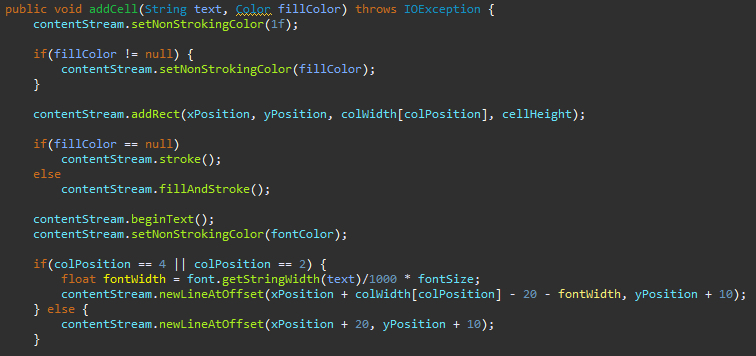 public void addCell(String text, Color fillColor) throws IOException {
    contentStream.setNonStrokingColor(1f);

    if(fillColor != null) {
        contentStream.setNonStrokingColor(fillColor);
    }

    contentStream.addRect(xPosition, yPosition, colWidth[colPosition], cellHeight);

    if(fillColor == null)
        contentStream.stroke();
    else
        contentStream.fillAndStroke();

    contentStream.beginText();
    contentStream.setNonStrokingColor(fontColor);

    if(colPosition == 4 || colPosition == 2) {
        float fontWidth = font.getStringWidth(text)/1000 * fontSize;
        contentStream.newLineAtOffset(xPosition + colWidth[colPosition] - 20 - fontWidth, yPosition + 10);
    } else {
        contentStream.newLineAtOffset(xPosition + 20, yPosition + 10);
    }